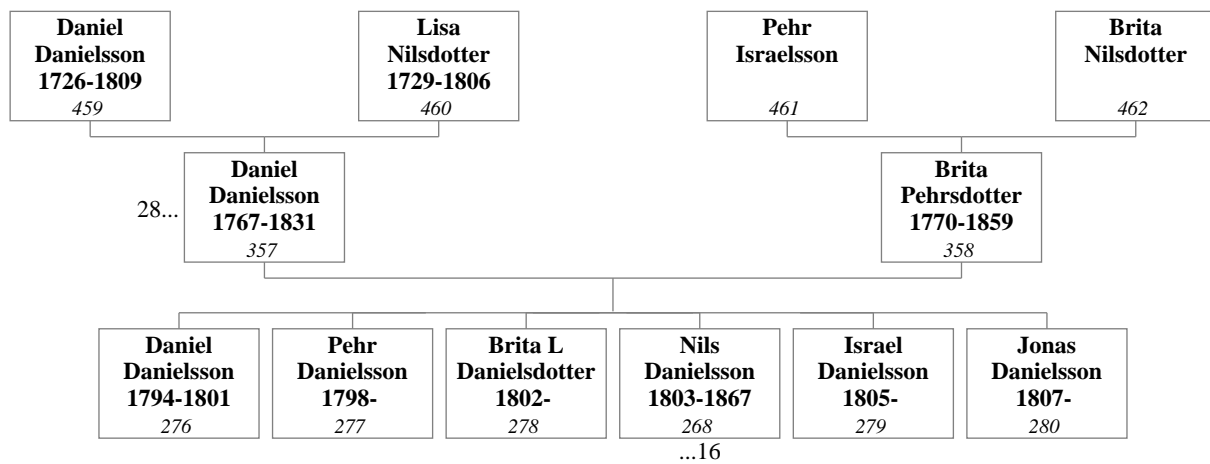 Daniel
Danielsson
1726-1809
459
Lisa
Nilsdotter
1729-1806
460
Pehr
Israelsson
461
Brita
Nilsdotter
462
28...
Daniel
Danielsson
1767-1831
357
Brita
Pehrsdotter
1770-1859
358
Daniel
Danielsson
1794-1801
276
Pehr
Danielsson
1798-
277
Brita L
Danielsdotter
1802-
278
Nils
Danielsson
1803-1867
268
...16
Israel
Danielsson
1805-
279
Jonas
Danielsson
1807-
280